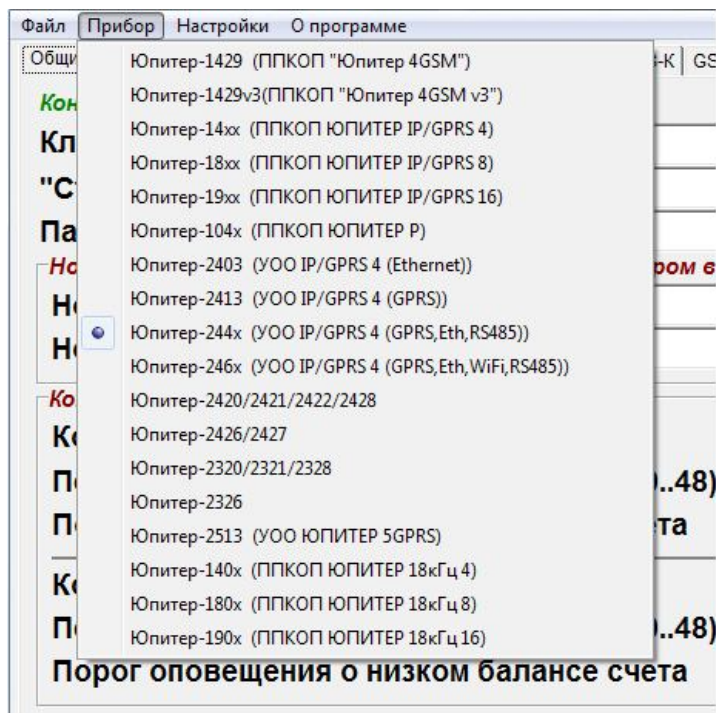 Файл Прибор Настройки О программе
Общи
З-К GS
Юпитер-1429 (ППКОП "Юпитер 4GSM")
Юпитер-1429v3(ППКОП "Юпитер 4GSM v3")
Юпитер-14xx (ППКОП ЮПИТЕР IP/GPRS 4)
Юпитер-18xx (ППКОП ЮПИТЕР IP/GPRS 8)
Юпитер-19xx (ППКОП ЮПИТЕР IP/GPRS 16)
Юпитер-104x (ППКОП ЮПИТЕР Р)
Юпитер-2403 (УОО IP/GPRS 4 (Ethernet))
Юпитер-2413 (УОО IP/GPRS 4 (GPRS))
Юпитер-244x (УОО IP/GPRS 4 (GPRS,Eth,RS485))
Юпитер-246x (УОО IP/GPRS 4 (GPRS,Eth,WiFi,RS485))
Юпитер-2420/2421/2422/2428
Юпитер-2426/2427
Юпитер-2320/2321/2328
Юпитер-2326
Юпитер-2513 (УОО ЮПИТЕР 5GPRS)
Юпитер-140x (ППКОП ЮПИТЕР 18кГц 4)
Юпитер-180x (ППКОП ЮПИТЕР 18кГц 8)
Юпитер-190x (ППКОП ЮПИТЕР 18кГц 16)
Порог оповещения о низком балансе счета